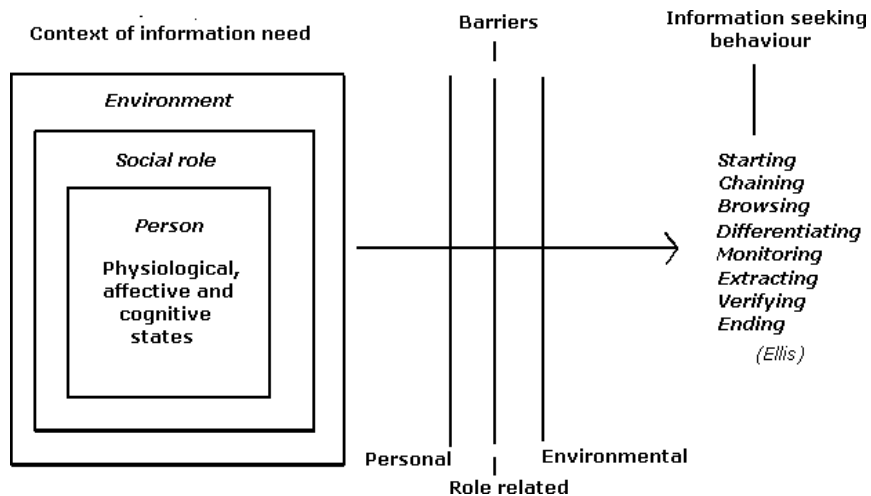 Context of information need
Environment
Social role
Person
Physiological,
affective and
cognitive
states
Barriers
Personal
Role related
Environmental
Information seeking
behaviour
Starting
Chaining
Browsing
Differentiating
Monitoring
Extracting
Verifying
Ending
(Ellis)